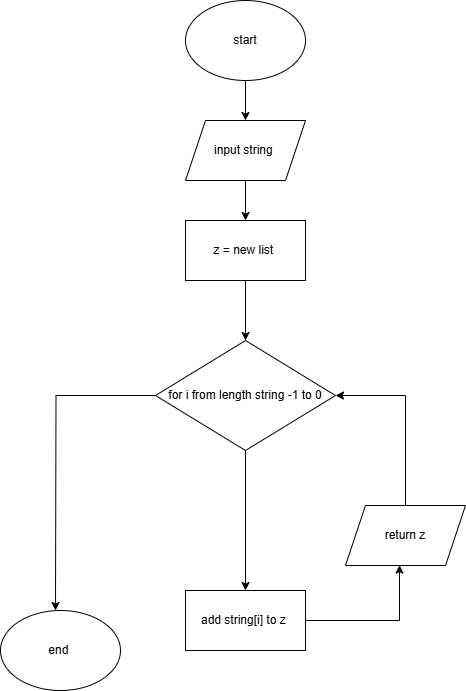 start
input string
z = new list
for i from length string -1 to 0
return z
add string[i] to z
end